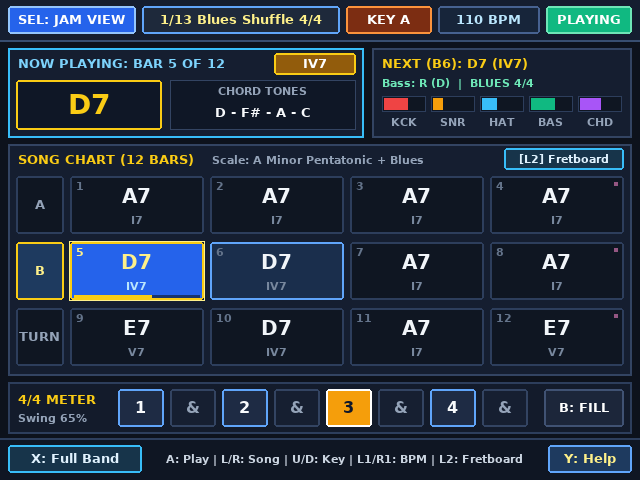 SEL: JAM VIEW
1/13 Blues Shuffle 4/4
KEY A
110 BPM
PLAYING
NOW PLAYING: BAR 5 OF 12
IV7
D7
CHORD TONES
D - F# - A - C
NEXT (B6): D7 (IV7)
Bass: R (D) | BLUES 4/4
KCK SNR HAT BAS CHD
SONG CHART (12 BARS)
Scale: A Minor Pentatonic + Blues
[L2] Fretboard
A
1 A7 I7
2 A7 I7
3 A7 I7
4 A7 I7
B
5 D7 IV7
6 D7 IV7
7 A7 I7
8 A7 I7
TURN
9 E7 V7
10 D7 IV7
11 A7 I7
12 E7 V7
4/4 METER
Swing 65%
1 & 2 & 3 & 4 &
B: FILL
X: Full Band
A: Play | L/R: Song | U/D: Key | L1/R1: BPM | L2: Fretboard
Y: Help